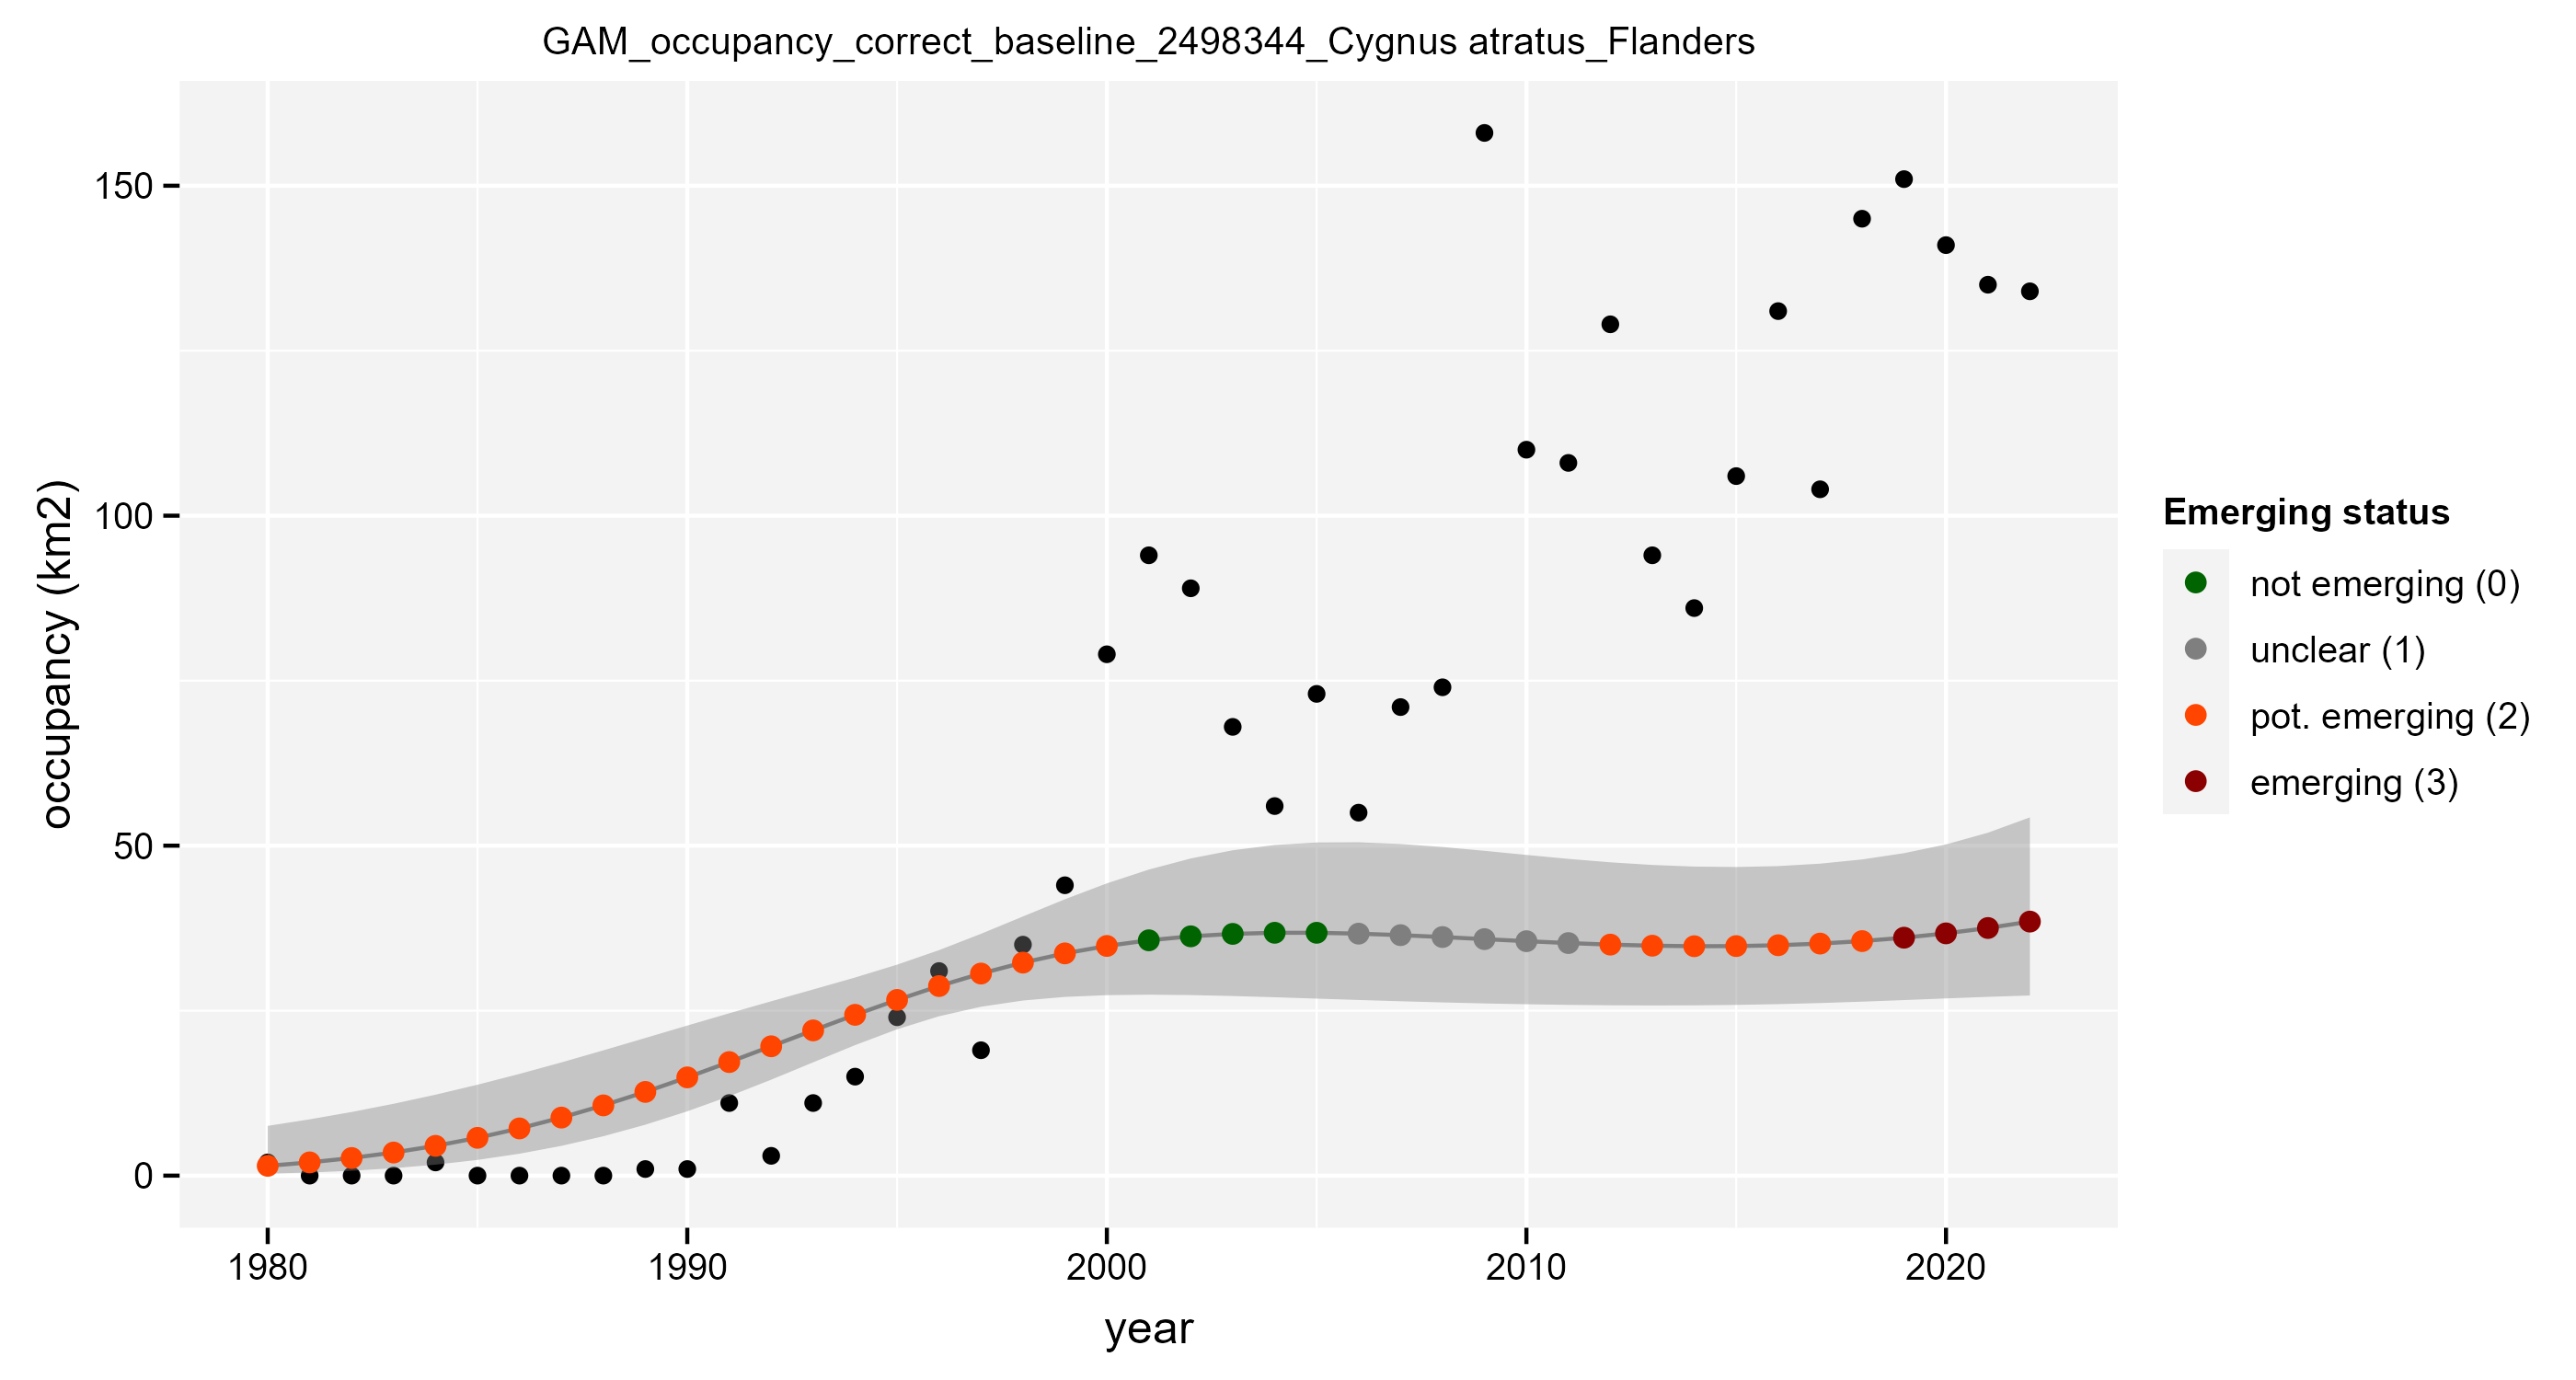 GAM_occupancy_correct_baseline_2498344_Cygnus atratus_Flanders
150
100
50
0
occupancy (km2)
1980
1990
2000
2010
2020
year
Emerging status
not emerging (0)
unclear (1)
pot. emerging (2)
emerging (3)